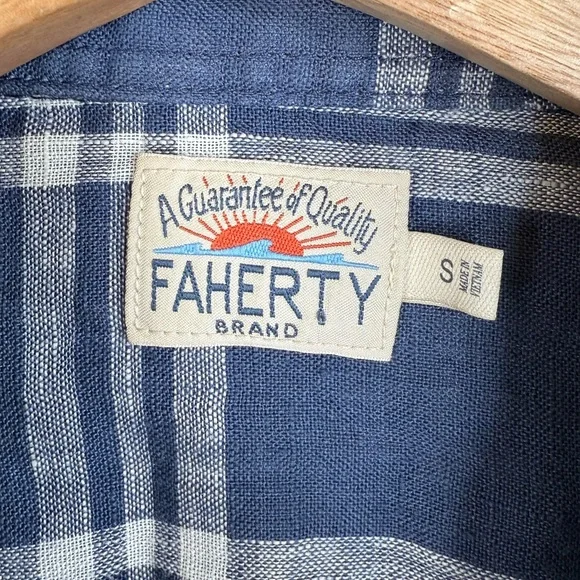 A Guarantee of Quality
FAHERTY
BRAND
S
MADE IN
VIETNAM